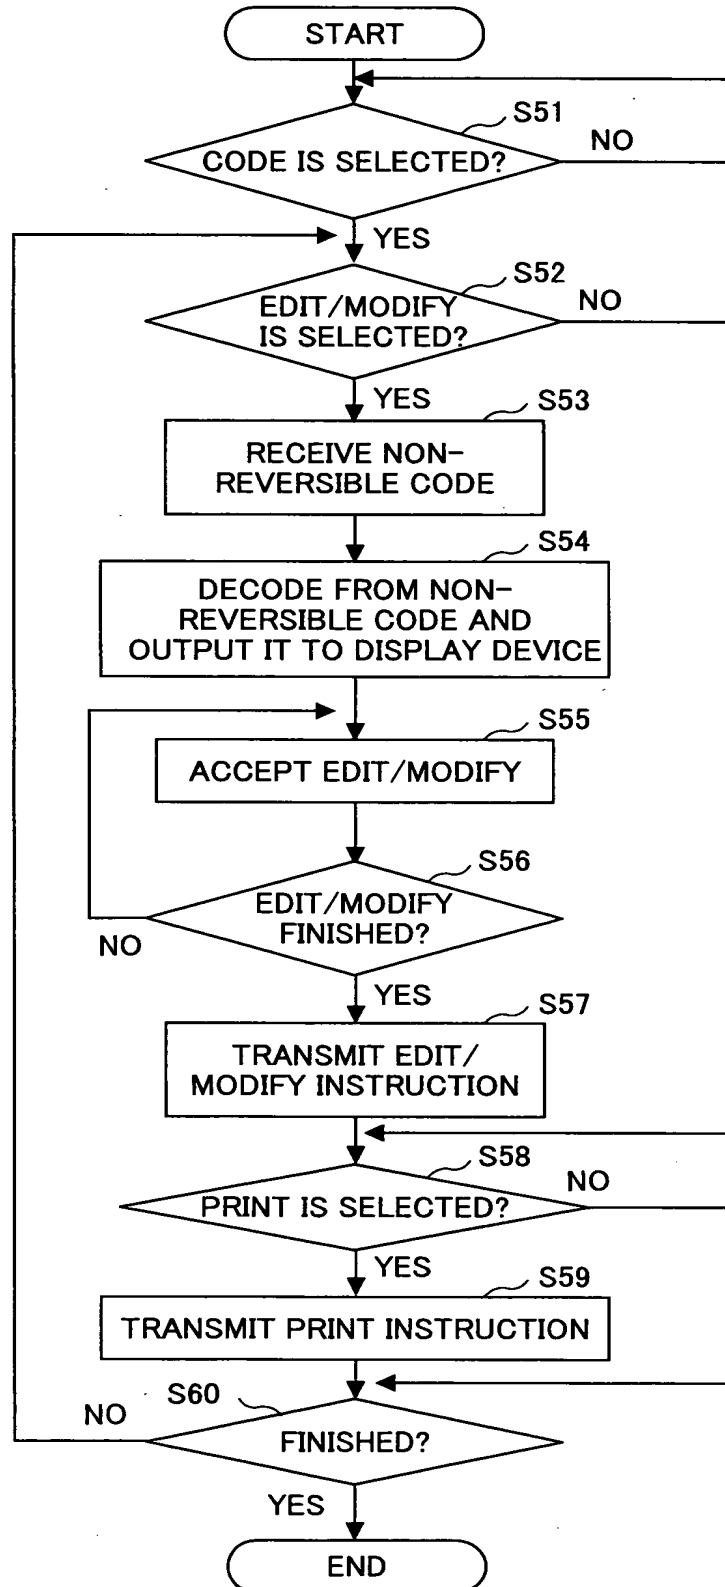 START
S51
CODE IS SELECTED?
NO
YES
S52
EDIT/MODIFY
IS SELECTED?
NO
YES
S53
RECEIVE NON-
REVERSIBLE CODE
S54
DECODE FROM NON-
REVERSIBLE CODE AND
OUTPUT IT TO DISPLAY DEVICE
S55
ACCEPT EDIT/MODIFY
S56
EDIT/MODIFY
FINISHED?
NO
YES
S57
TRANSMIT EDIT/
MODIFY INSTRUCTION
S58
PRINT IS SELECTED?
NO
YES
S59
TRANSMIT PRINT INSTRUCTION
S60
NO
FINISHED?
YES
END